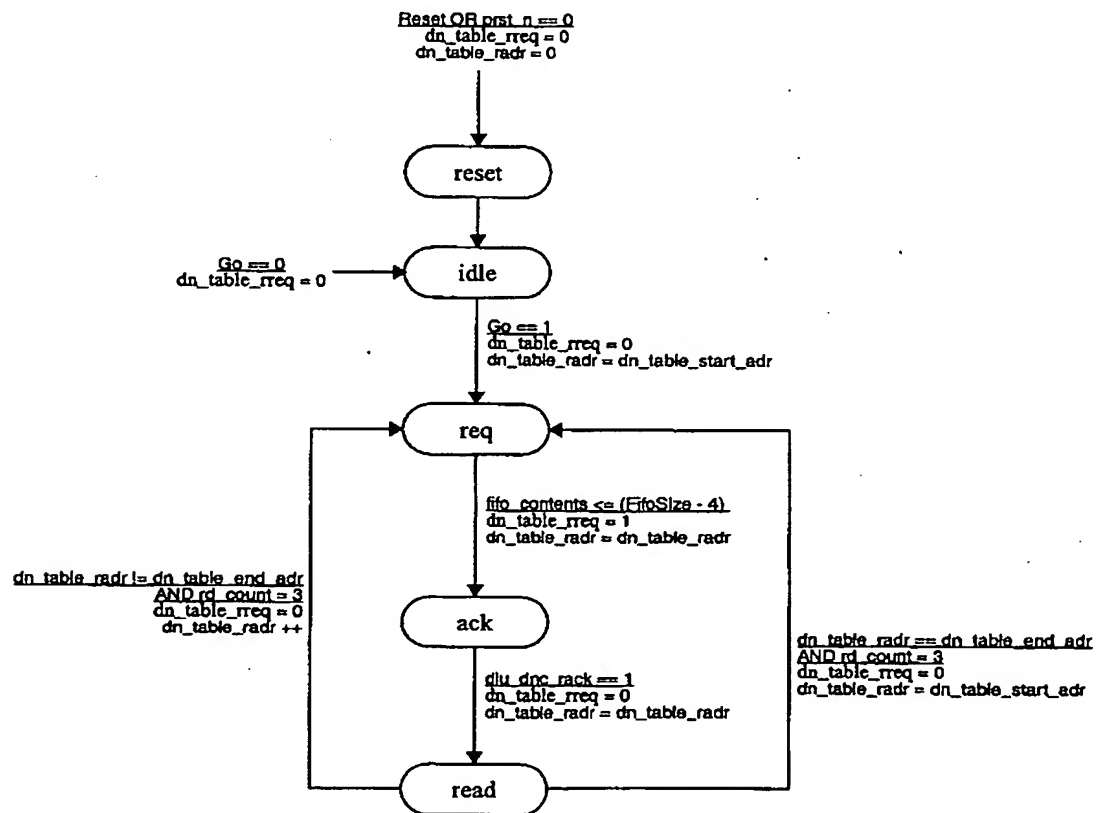 Reset OR prst_n == 0
dn_table_rreq = 0
dn_table_radr = 0
reset
Go == 0
dn_table_rreq = 0
idle
Go == 1
dn_table_rreq = 0
dn_table_radr = dn_table_start_adr
req
fifo_contents <= (FifoSize - 4)
dn_table_rreq = 1
dn_table_radr = dn_table_radr
dn_table_radr != dn_table_end_adr
AND rd_count = 3
dn_table_rreq = 0
dn_table_radr ++
ack
dn_table_radr == dn_table_end_adr
AND rd_count = 3
dn_table_rreq = 0
dn_table_radr = dn_table_start_adr
diu_dnc_rack == 1
dn_table_rreq = 0
dn_table_radr = dn_table_radr
read